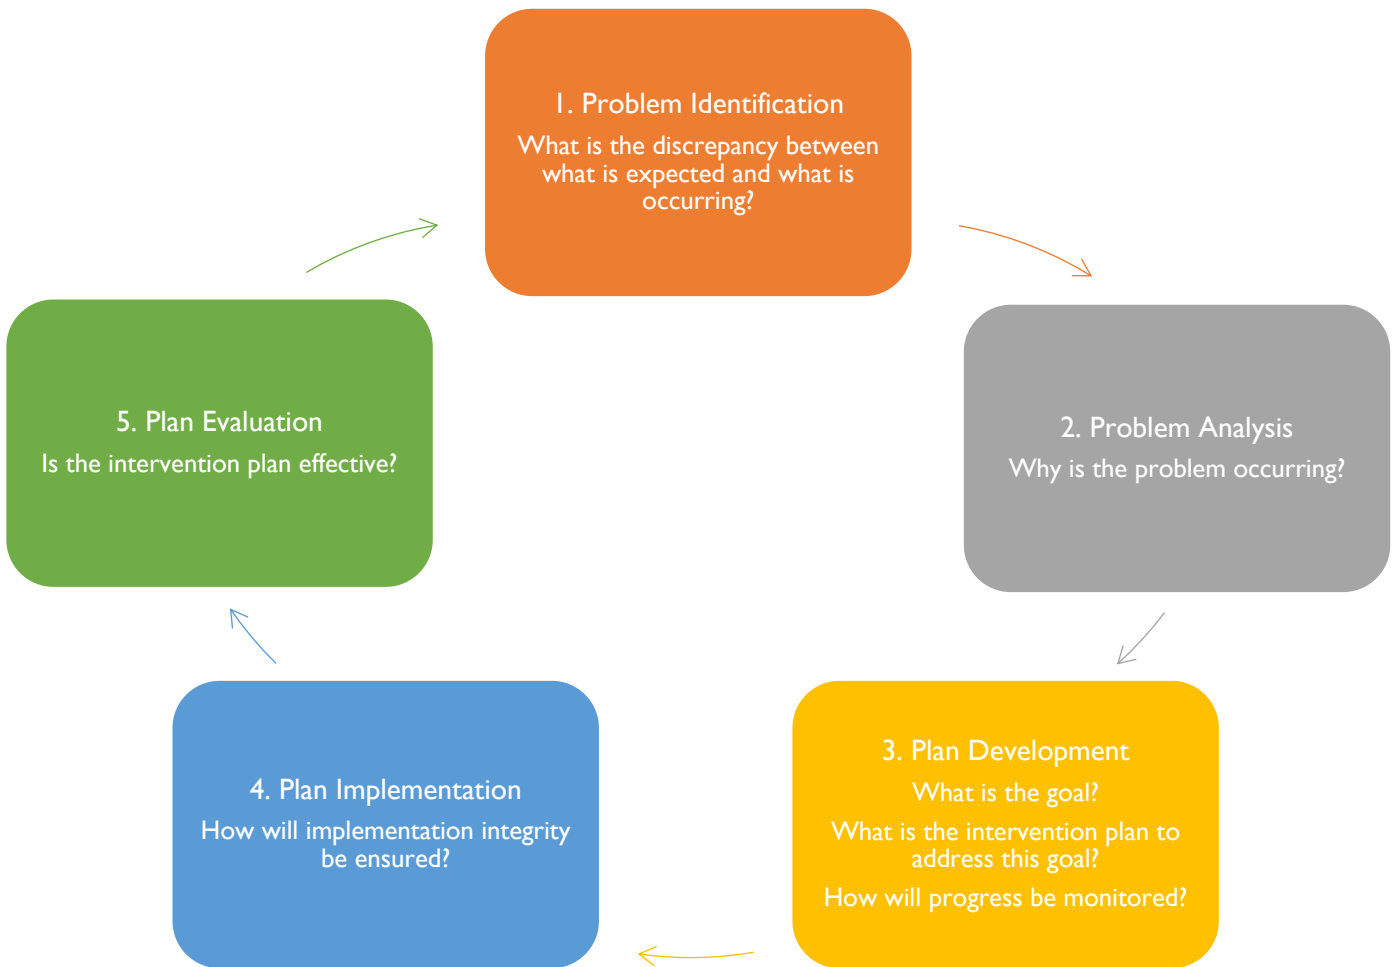 1. Problem Identification
What is the discrepancy between
what is expected and what is
occurring?
2. Problem Analysis
Why is the problem occurring?
3. Plan Development
What is the goal?
What is the intervention plan to
address this goal?
How will progress be monitored?
4. Plan Implementation
How will implementation integrity
be ensured?
5. Plan Evaluation
Is the intervention plan effective?